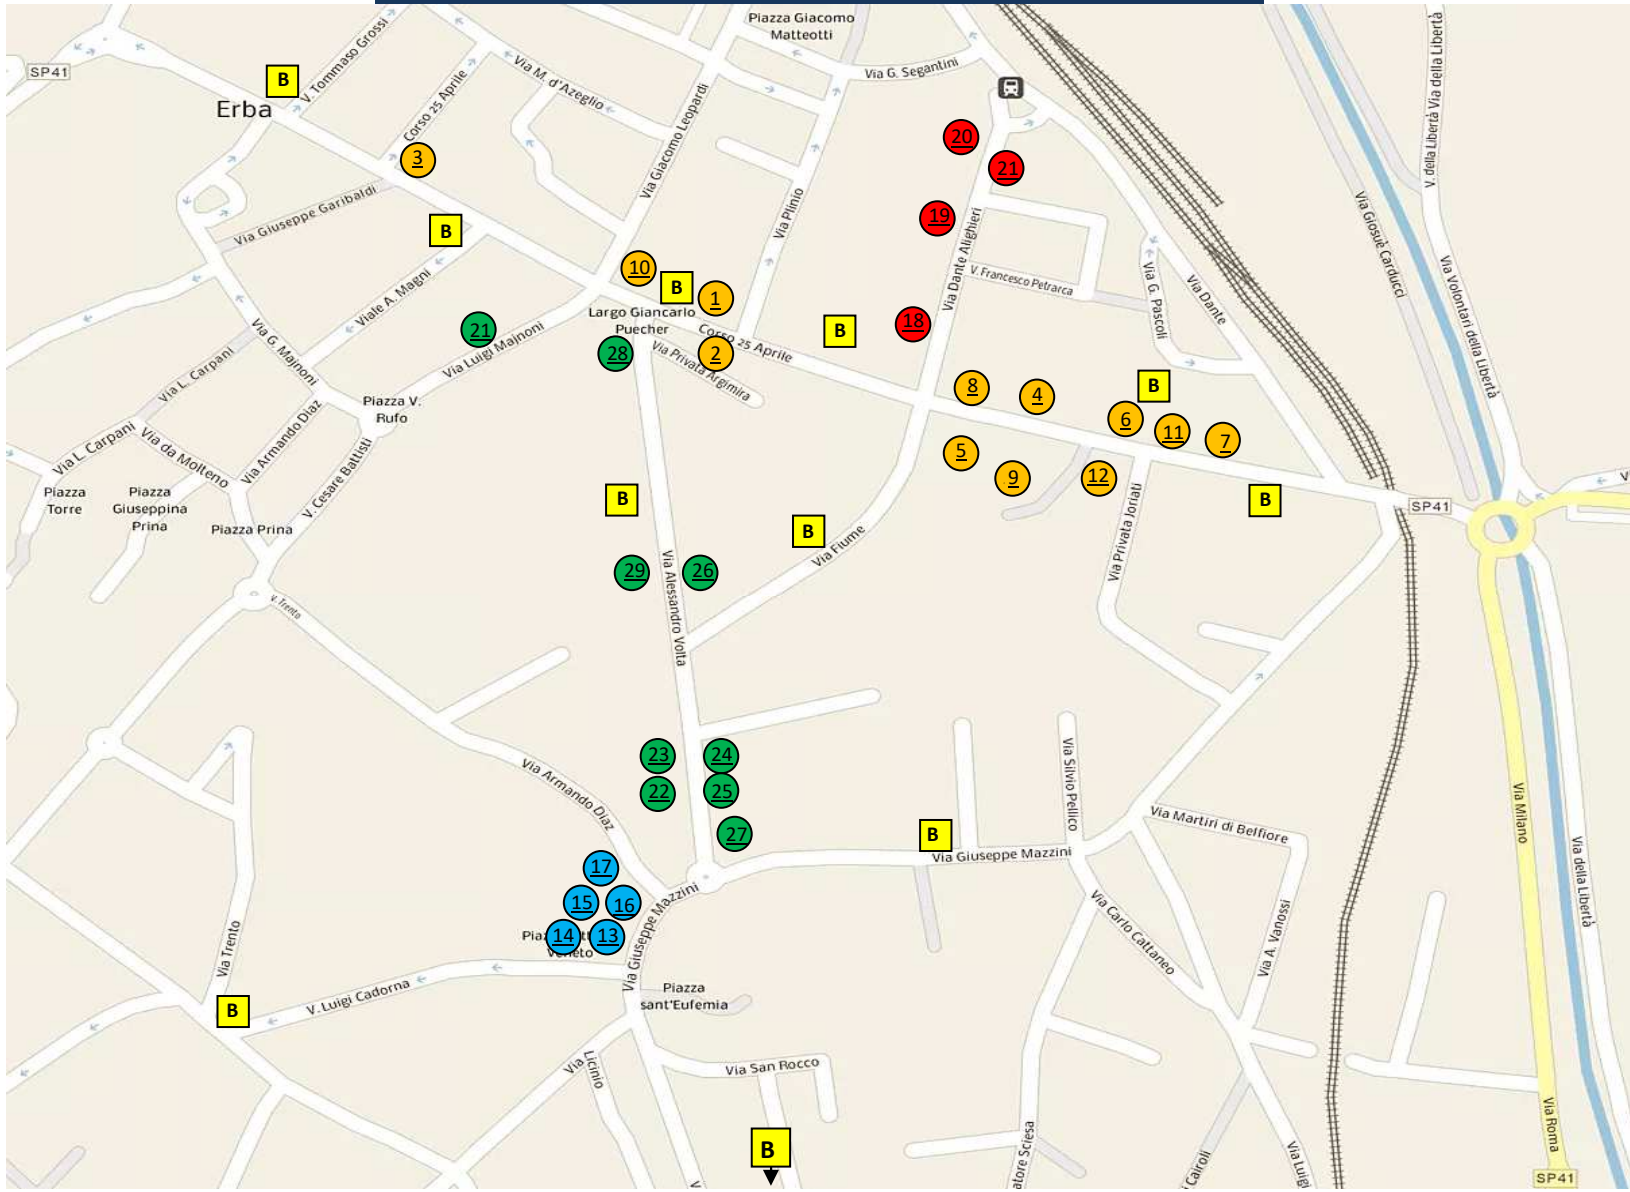 Piazza Giacomo
Matteotti
SP41
B
V. Tommaso Grossi
Erba
Corso 25 Aprile
Via M. d'Azeglio
Via G. Segantini
Via Giacomo Leopardi
V. della Libertà
Via della Libertà
3
20
21
19
Via Giuseppe Garibaldi
B
Via Plinio
Via Dante Alighieri
Via Giosuè Carducci
10
B
1
Viale A. Magni
V. Francesco Petrarca
Via G. Pascoli
Via Dante
Via Volontari della Libertà
Largo Giancarlo
Puecher
21
28
2
B
18
Corso 25 Aprile
Via Privata Argimira
Via Luigi Majnoni
Via G. Majnoni
Via L. Carpani
Piazza V.
Rufo
8
4
B
6
11
7
5
9
12
Via L. Carpani
Via da Molteno
Via Armando Diaz
V. Cesare Battisti
Piazza
Torre
Piazza
Giuseppina
Prina
Piazza Prina
B
B
B
SP41
V
Via Fiume
Via Privata Joriati
29
26
Via Alessandro Volta
V. Trento
23
24
22
25
27
Via Armando Diaz
Via Silvio Pellico
Via Martiri di Belfiore
Via Milano
Via della Libertà
B
Via Giuseppe Mazzini
17
15
16
14
13
Piaz
Veneto
Via Giuseppe Mazzini
Via Carlo Cattaneo
Via A. Vanossi
Via Trento
B
V. Luigi Cadorna
Piazza
sant'Eufemia
Via
Licinio
Via San Rocco
B
V
atore Sciesa
Cairoli
Via Luigi
Via Roma
SP41